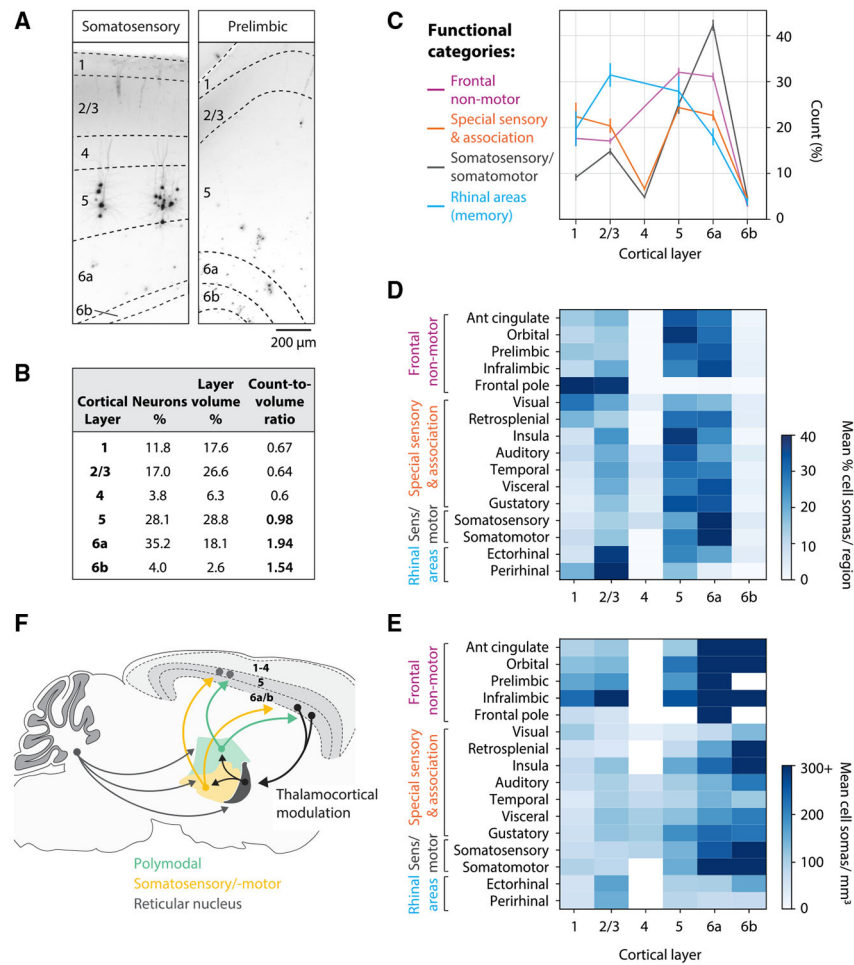 A
Somatosensory
Prelimbic
1
2/3
4
5
6a
6b
1
2/3
5
6a
6b
200 µm
B
Cortical Layer Neurons % Layer volume % Count-to-volume ratio
1 11.8 17.6 0.67
2/3 17.0 26.6 0.64
4 3.8 6.3 0.6
5 28.1 28.8 0.98
6a 35.2 18.1 1.94
6b 4.0 2.6 1.54
C
Functional
categories:
Frontal
non-motor
Special sensory
& association
Somatosensory/
somatomotor
Rhinal areas
(memory)
40
30
20
10
0
Count (%)
1 2/3 4 5 6a 6b
Cortical layer
D
Frontal
non-motor
Special sensory
& association
Sens/
motor
Rhinal
areas
Ant cingulate
Orbital
Prelimbic
Infralimbic
Frontal pole
Visual
Retrosplenial
Insula
Auditory
Temporal
Visceral
Gustatory
Somatosensory
Somatomotor
Ectorhinal
Perirhinal
1 2/3 4 5 6a 6b
40
30
20
10
0
Mean % cell somas/ region
E
Frontal
non-motor
Special sensory
& association
Sens/
motor
Rhinal
areas
Ant cingulate
Orbital
Prelimbic
Infralimbic
Frontal pole
Visual
Retrosplenial
Insula
Auditory
Temporal
Visceral
Gustatory
Somatosensory
Somatomotor
Ectorhinal
Perirhinal
1 2/3 4 5 6a 6b
Cortical layer
300+
200
100
0
Mean cell somas/ mm³
F
1-4
5
6a/b
Thalamocortical
modulation
Polymodal
Somatosensory/-motor
Reticular nucleus